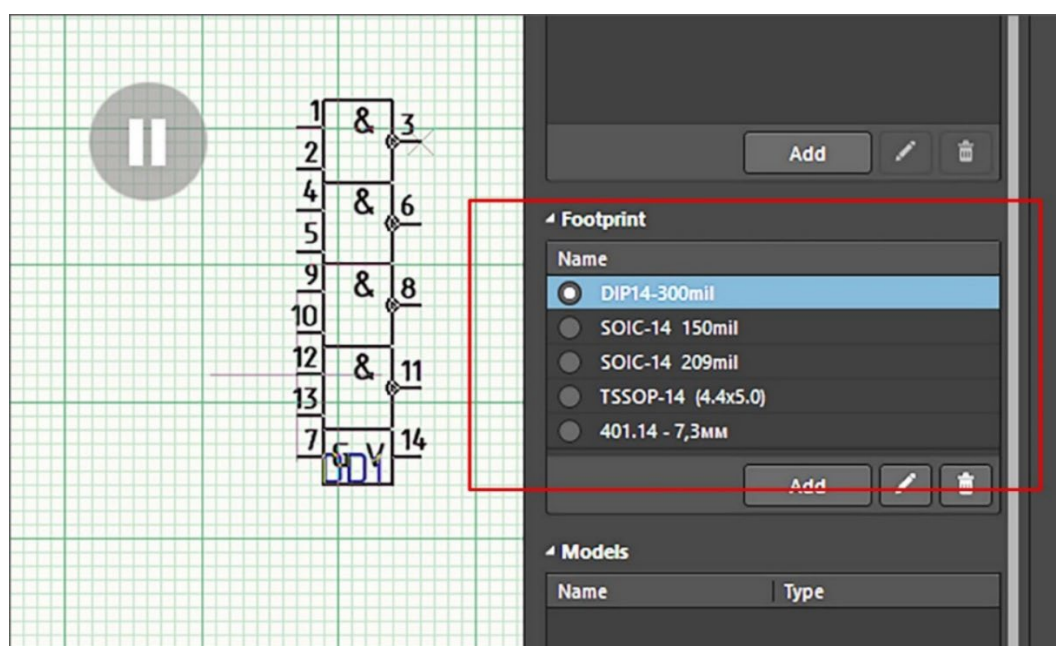 1
&
3
2
4
&
6
5
9
&
8
10
12
&
11
13
7
G V
14
DD1
Add
Footprint
Name
DIP14-300mil
SOIC-14 150mil
SOIC-14 209mil
TSSOP-14 (4.4x5.0)
401.14 - 7,3мм
Add
Models
Name Type